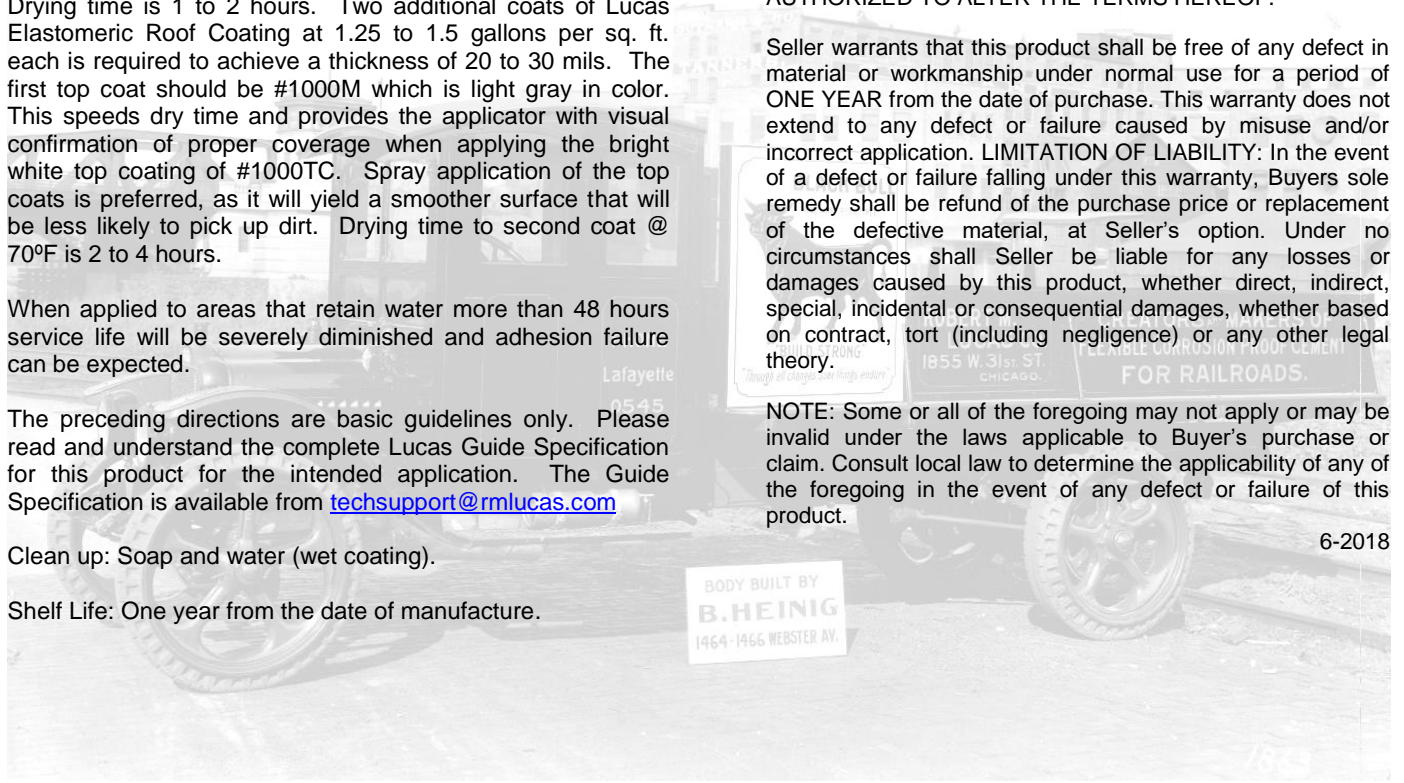 Drying time is 1 to 2 hours. Two additional coats of Lucas
Elastomeric Roof Coating at 1.25 to 1.5 gallons per sq. ft.
each is required to achieve a thickness of 20 to 30 mils. The
first top coat should be #1000M which is light gray in color.
This speeds dry time and provides the applicator with visual
confirmation of proper coverage when applying the bright
white top coating of #1000TC. Spray application of the top
coats is preferred, as it will yield a smoother surface that will
be less likely to pick up dirt. Drying time to second coat @
70ºF is 2 to 4 hours.
When applied to areas that retain water more than 48 hours
service life will be severely diminished and adhesion failure
can be expected.
The preceding directions are basic guidelines only. Please
read and understand the complete Lucas Guide Specification
for this product for the intended application. The Guide
Specification is available from techsupport@rmlucas.com
Clean up: Soap and water (wet coating).
Shelf Life: One year from the date of manufacture.
AUTHORIZED TO ALTER THE TERMS HEREOF.
Seller warrants that this product shall be free of any defect in
material or workmanship under normal use for a period of
ONE YEAR from the date of purchase. This warranty does not
extend to any defect or failure caused by misuse and/or
incorrect application. LIMITATION OF LIABILITY: In the event
of a defect or failure falling under this warranty, Buyers sole
remedy shall be refund of the purchase price or replacement
of the defective material, at Seller's option. Under no
circumstances shall Seller be liable for any losses or
damages caused by this product, whether direct, indirect,
special, incidental or consequential damages, whether based
on contract, tort (including negligence) or any other legal
theory.
NOTE: Some or all of the foregoing may not apply or may be
invalid under the laws applicable to Buyer's purchase or
claim. Consult local law to determine the applicability of any of
the foregoing in the event of any defect or failure of this
product.
6-2018
Lafayette
0545
"BUILD STRONG
ROBERT M.
1855 W. 31ST. ST.
CHICAGO.
CREATORS AND MAKERS OF
FLEXIBLE CORROSION PROOF CEMENT
FOR RAILROADS.
BODY BUILT BY
B.HEINIG
1464-1466 WEBSTER AV.